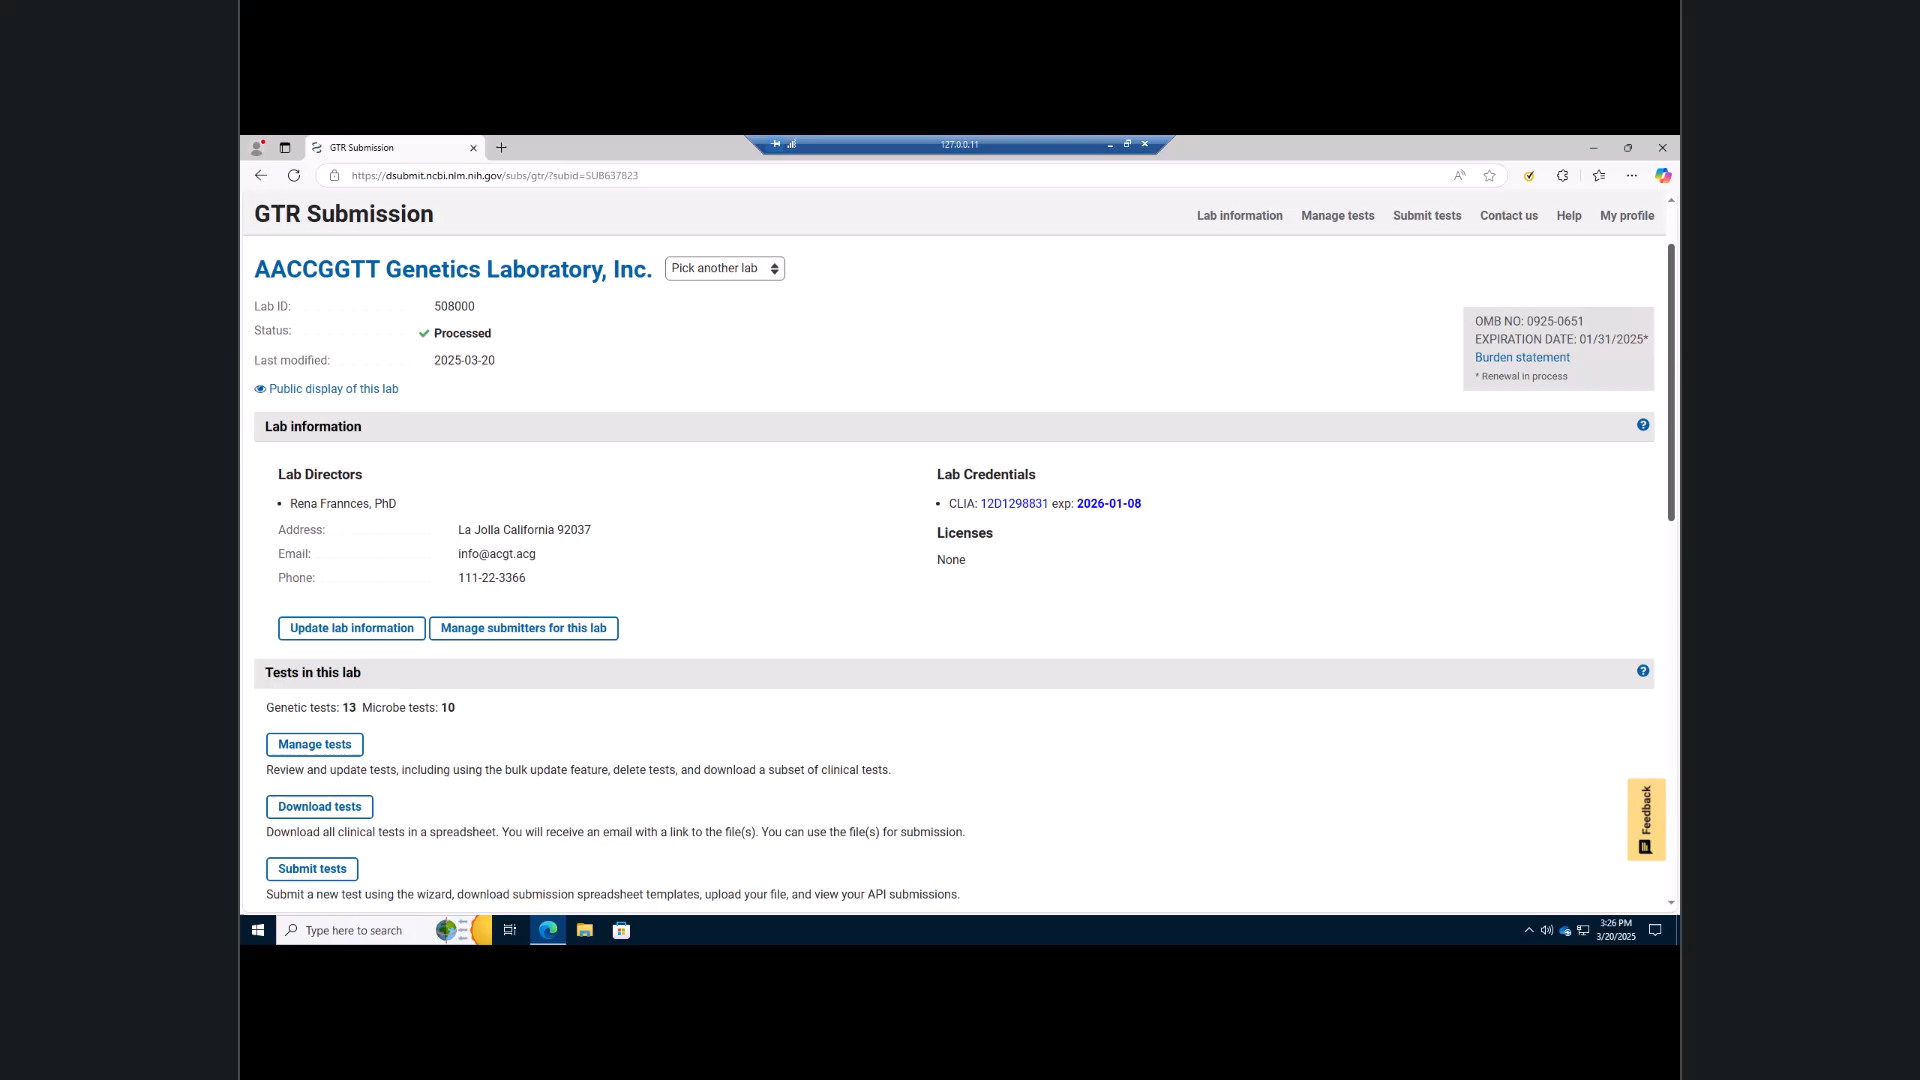 GTR Submission
127.0.0.11
https://dsubmit.ncbi.nlm.nih.gov/subs/gtr/?subid=SUB637823
GTR Submission
Lab information
Manage tests
Submit tests
Contact us
Help
My profile
AACCGGTT Genetics Laboratory, Inc.
Pick another lab
Lab ID: 508000
Status: Processed
Last modified: 2025-03-20
Public display of this lab
OMB NO: 0925-0651
EXPIRATION DATE: 01/31/2025*
Burden statement
* Renewal in process
Lab information
Lab Directors
• Rena Frannces, PhD
Address: La Jolla California 92037
Email: info@acgt.acg
Phone: 111-22-3366
Lab Credentials
• CLIA: 12D1298831 exp: 2026-01-08
Licenses
None
Update lab information
Manage submitters for this lab
Tests in this lab
Genetic tests: 13 Microbe tests: 10
Manage tests
Review and update tests, including using the bulk update feature, delete tests, and download a subset of clinical tests.
Download tests
Download all clinical tests in a spreadsheet. You will receive an email with a link to the file(s). You can use the file(s) for submission.
Submit tests
Submit a new test using the wizard, download submission spreadsheet templates, upload your file, and view your API submissions.
Feedback
Type here to search
3:26 PM
3/20/2025